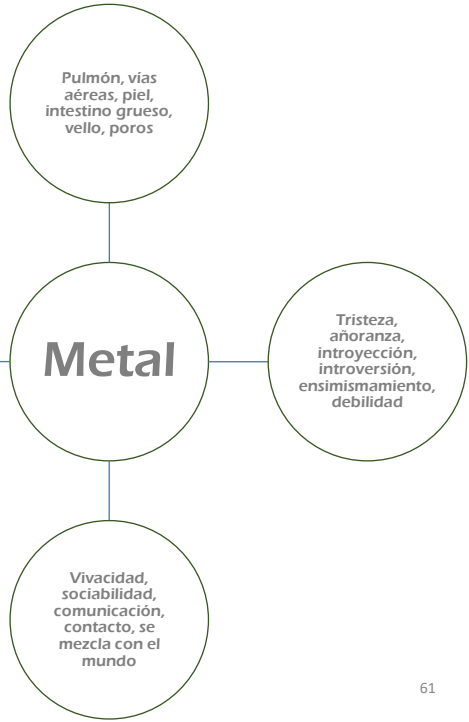 Pulmón, vías
aéreas, piel,
intestino grueso,
vello, poros
Metal
Tristeza,
añoranza,
introyección,
introversión,
ensimismamiento,
debilidad
Vivacidad,
sociabilidad,
comunicación,
contacto, se
mezcla con el
mundo
61